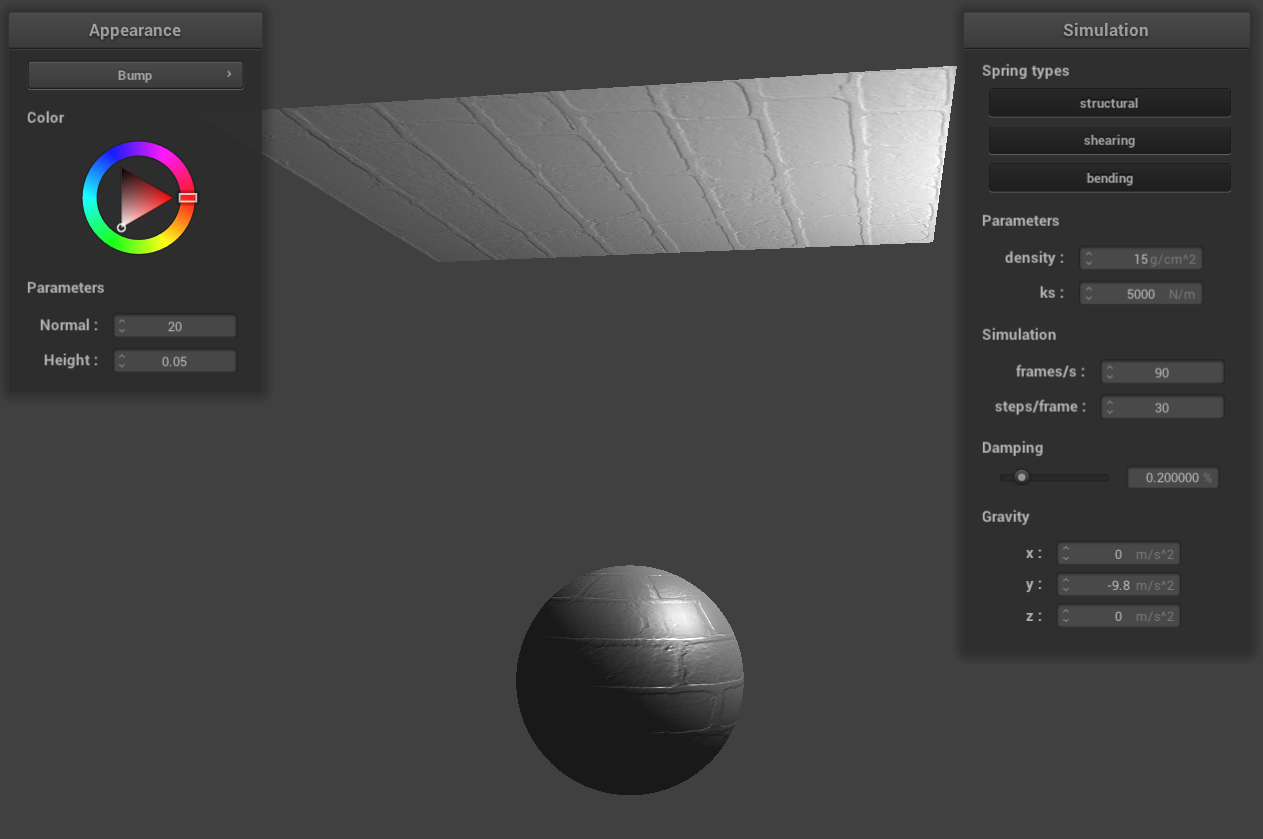 Appearance
Bump ›
Color
Parameters
Normal : 20
Height : 0.05
Simulation
Spring types
structural
shearing
bending
Parameters
density : 15 g/cm^2
ks : 5000 N/m
Simulation
frames/s : 90
steps/frame : 30
Damping
0.200000 %
Gravity
x : 0 m/s^2
y : -9.8 m/s^2
z : 0 m/s^2